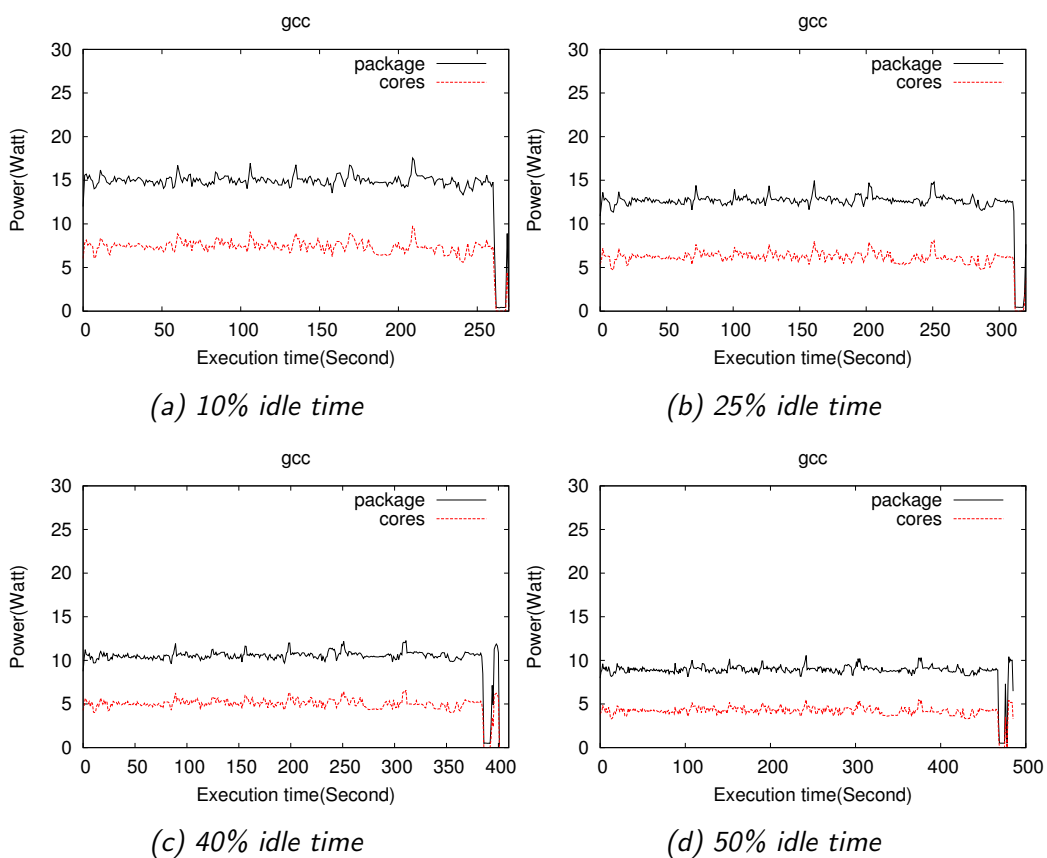 gcc
30
25
20
15
10
5
0
Power(Watt)
package
cores
0 50 100 150 200 250
Execution time(Second)
(a) 10% idle time
gcc
30
25
20
15
10
5
0
Power(Watt)
package
cores
0 50 100 150 200 250 300
Execution time(Second)
(b) 25% idle time
gcc
30
25
20
15
10
5
0
Power(Watt)
package
cores
0 50 100 150 200 250 300 350 400
Execution time(Second)
(c) 40% idle time
gcc
30
25
20
15
10
5
0
Power(Watt)
package
cores
0 100 200 300 400 500
Execution time(Second)
(d) 50% idle time